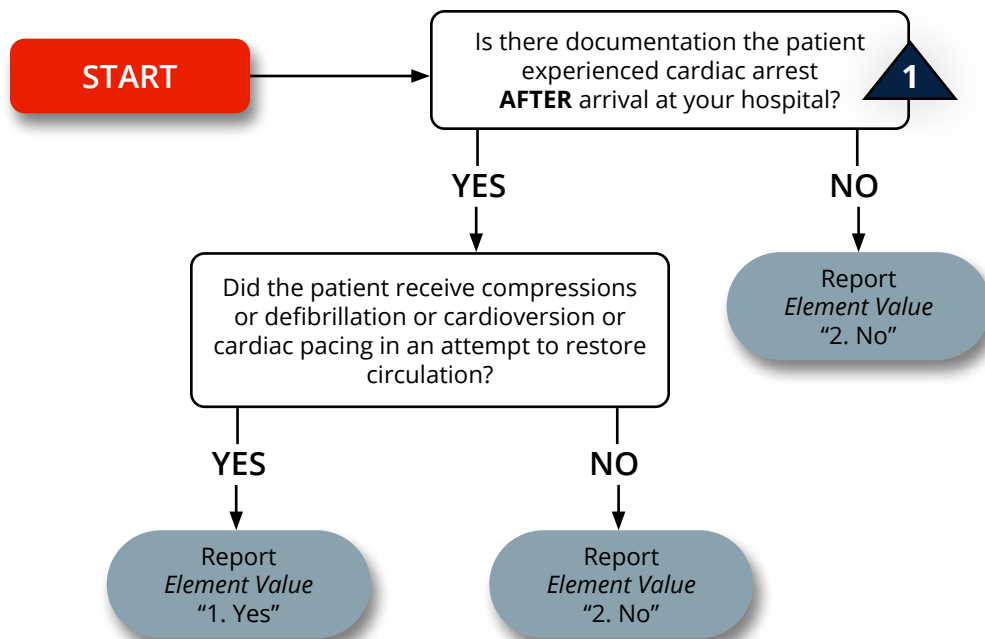 START
Is there documentation the patient
experienced cardiac arrest
AFTER arrival at your hospital?
1
YES
NO
Did the patient receive compressions
or defibrillation or cardioversion or
cardiac pacing in an attempt to restore
circulation?
Report
Element Value
“2. No”
YES
NO
Report
Element Value
“1. Yes”
Report
Element Value
“2. No”